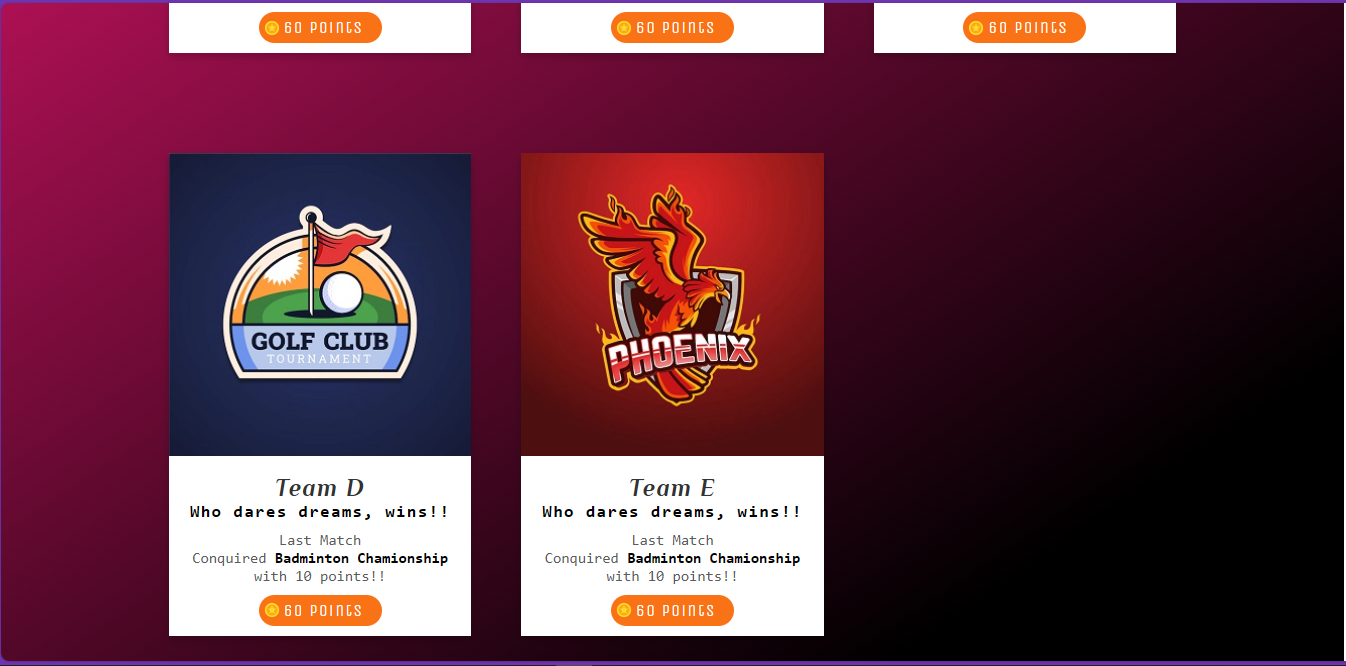 60 POINTS
60 POINTS
60 POINTS
GOLF CLUB
TOURNAMENT
Team D
Who dares dreams, wins!!
Last Match
Conquired Badminton Chamionship
with 10 points!!
60 POINTS
PHOENIX
Team E
Who dares dreams, wins!!
Last Match
Conquired Badminton Chamionship
with 10 points!!
60 POINTS